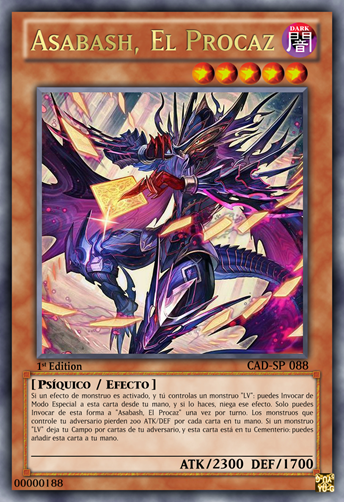 Asabash, El Procaz
DARK
闇
1st Edition
CAD-SP 088
[ Psíquico / Efecto ]
Si un efecto de monstruo es activado, y tú controlas un monstruo "LV": puedes Invocar de
Modo Especial a esta carta desde tu mano, y si lo haces, niega ese efecto. Solo puedes
Invocar de esta forma a "Asabash, El Procaz" una vez por turno. Los monstruos que
controle tu adversario pierden 200 ATK/DEF por cada carta en tu mano. Si un monstruo
"LV" deja tu Campo por cartas de tu adversario, y esta carta está en tu Cementerio: puedes
añadir esta carta a tu mano.
ATK/2300 DEF/1700
00000188